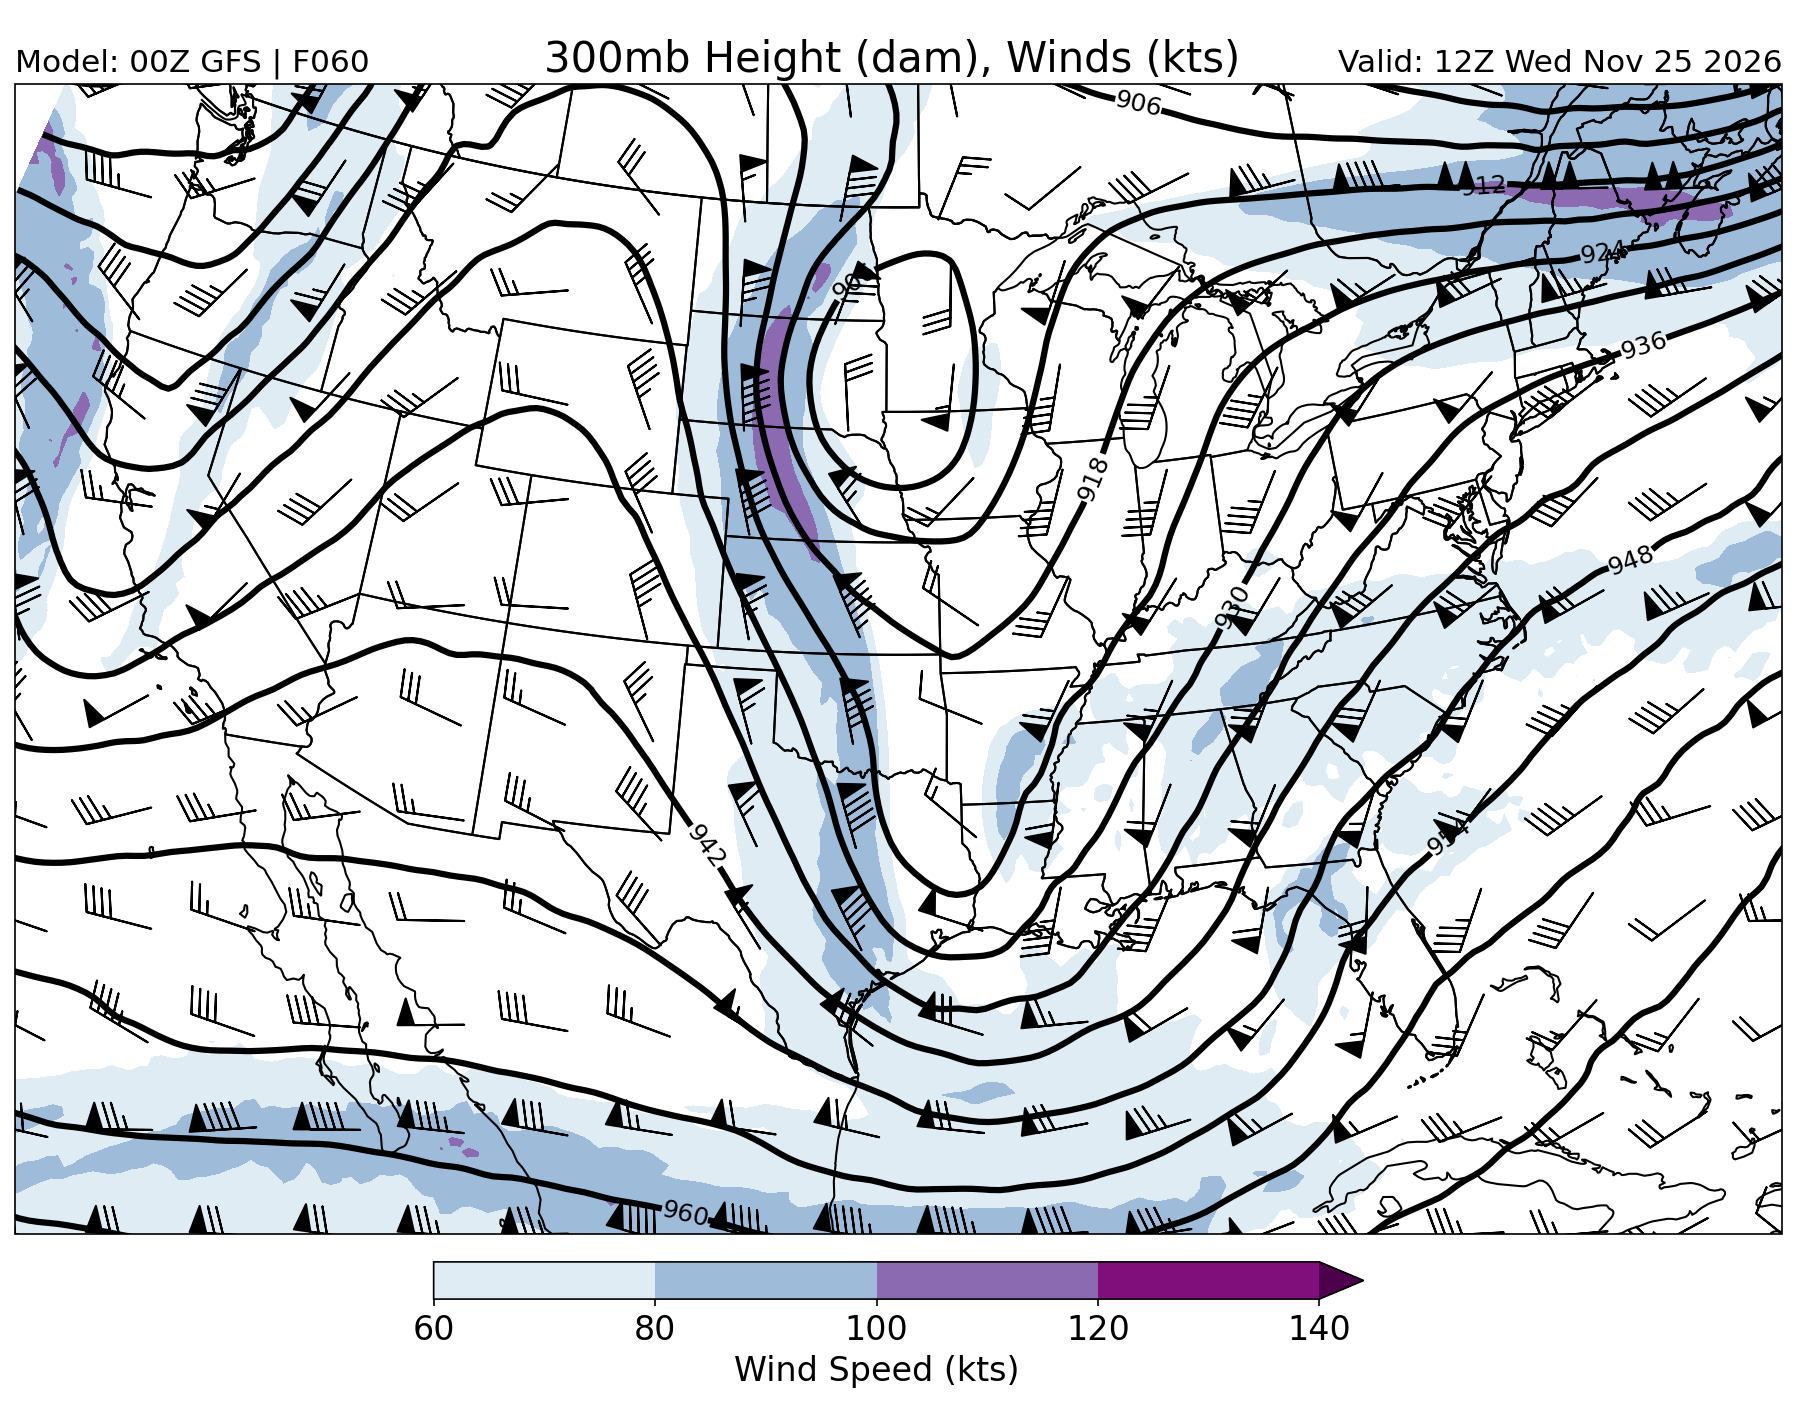 Model: 00Z GFS | F060
300mb Height (dam), Winds (kts)
Valid: 12Z Wed Nov 25 2026
906
912
924
936
918
948
930
942
954
960
60 80 100 120 140
Wind Speed (kts)